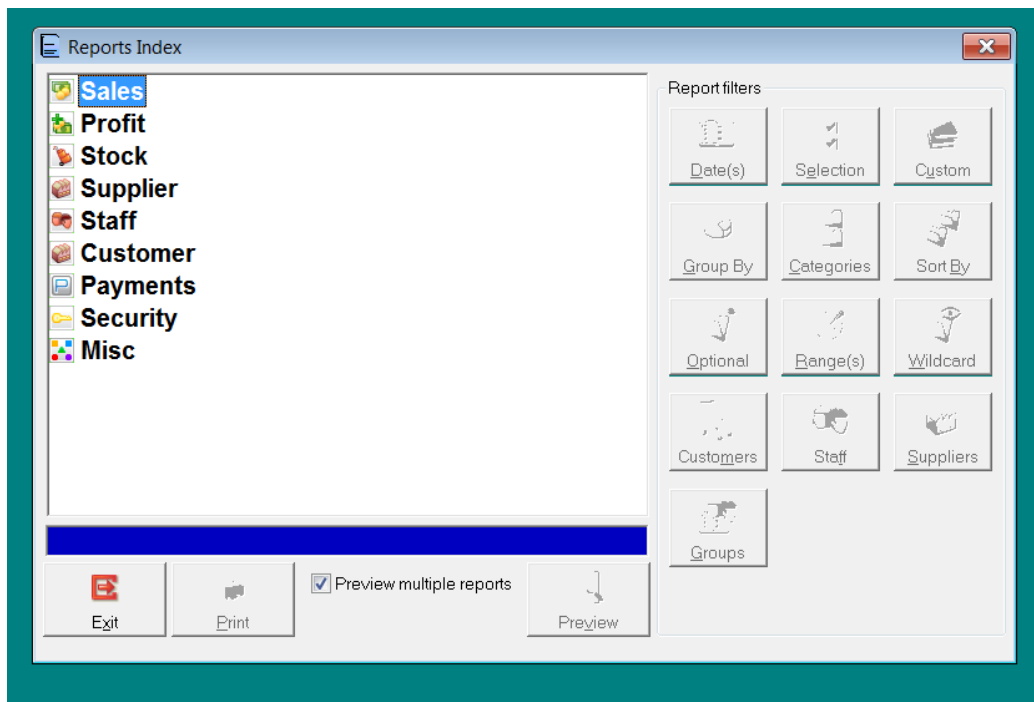 Reports Index
Sales
Profit
Stock
Supplier
Staff
Customer
Payments
Security
Misc
Report filters
Date(s) Selection Custom
Group By Categories Sort By
Optional Range(s) Wildcard
Customers Staff Suppliers
Groups
Preview multiple reports
Exit Print Preview